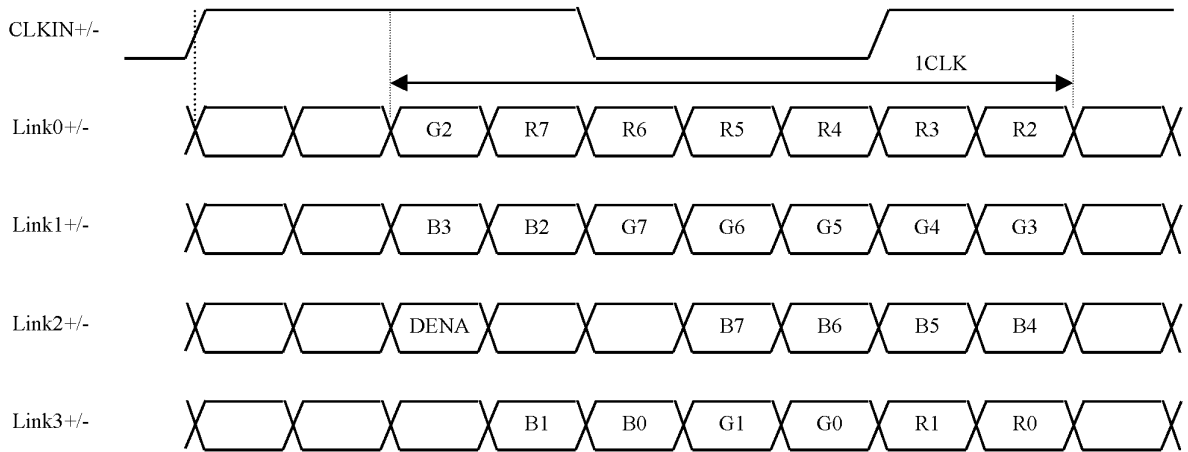 CLKIN+/-
1CLK
Link0+/- G2 R7 R6 R5 R4 R3 R2
Link1+/- B3 B2 G7 G6 G5 G4 G3
Link2+/- DENA B7 B6 B5 B4
Link3+/- B1 B0 G1 G0 R1 R0